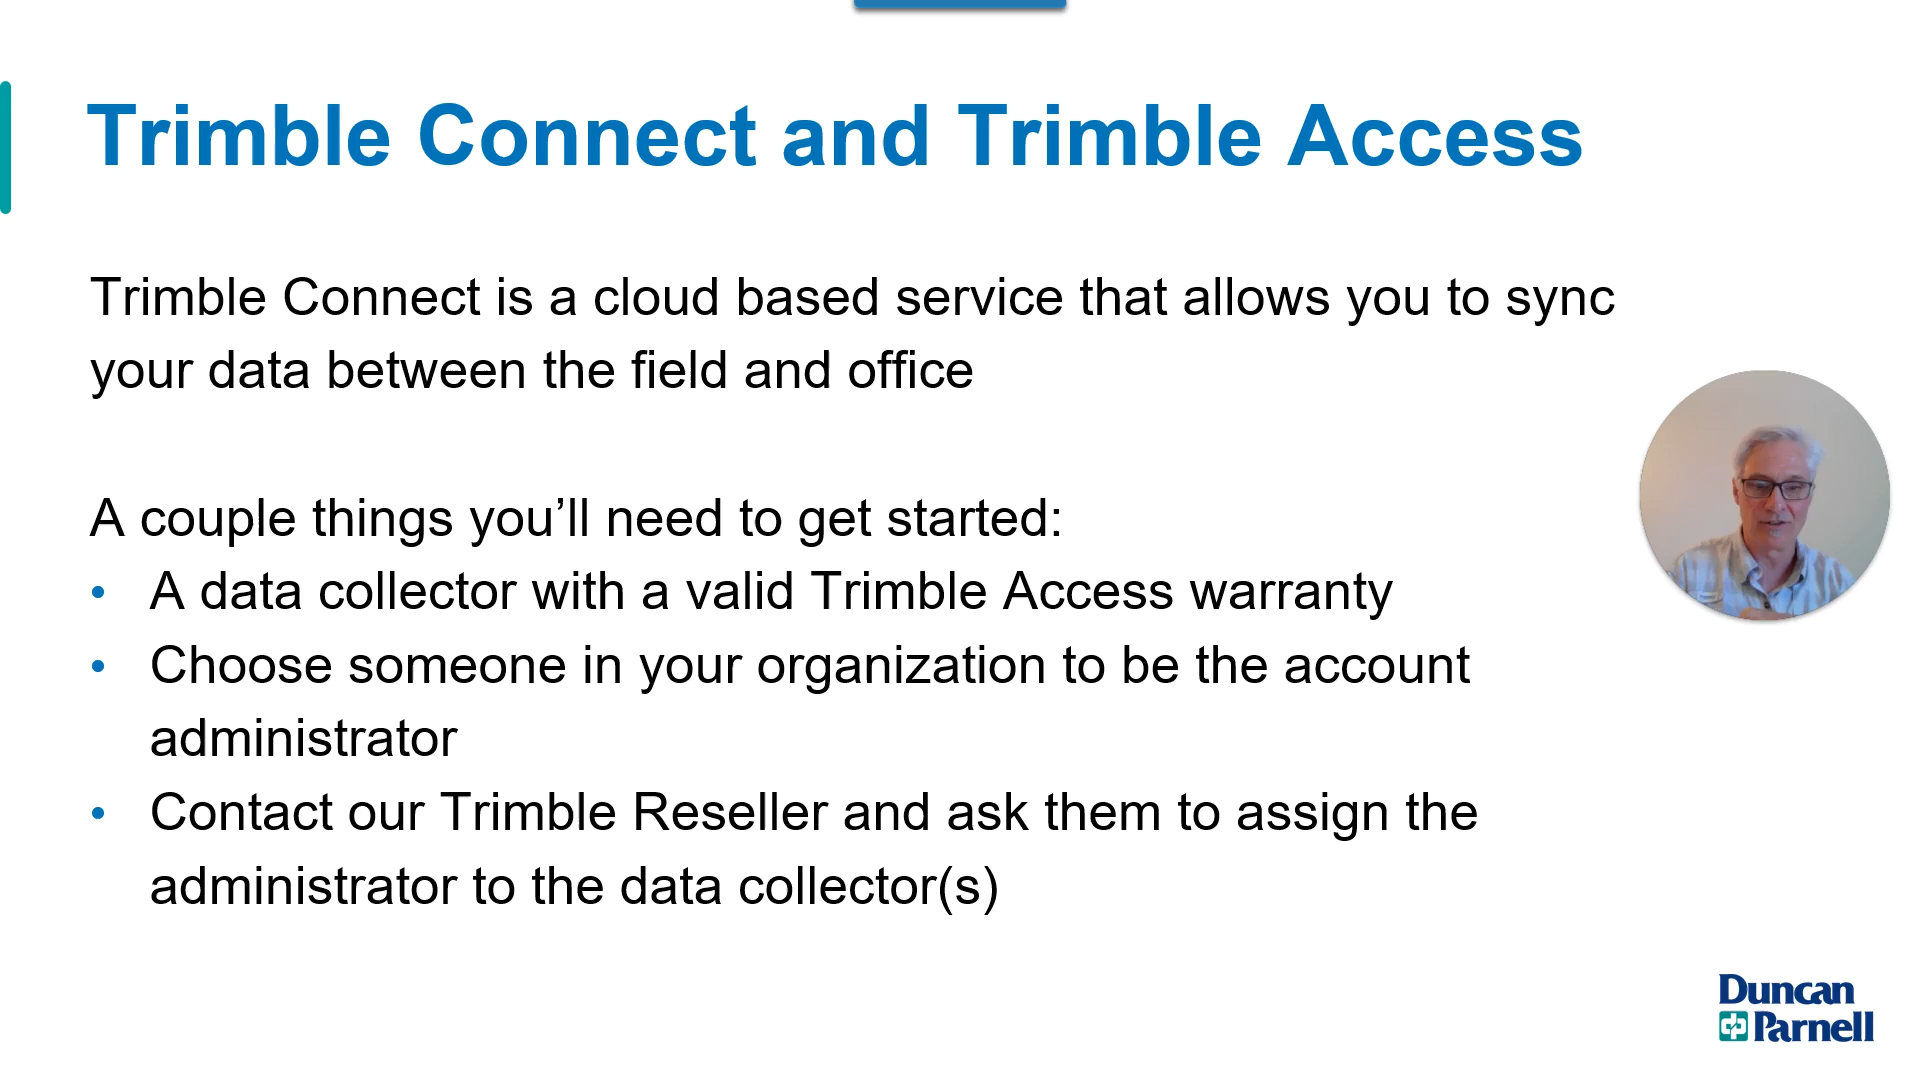 Trimble Connect and Trimble Access
Trimble Connect is a cloud based service that allows you to sync
your data between the field and office
A couple things you’ll need to get started:
• A data collector with a valid Trimble Access warranty
• Choose someone in your organization to be the account
administrator
• Contact our Trimble Reseller and ask them to assign the
administrator to the data collector(s)
Duncan
Parnell